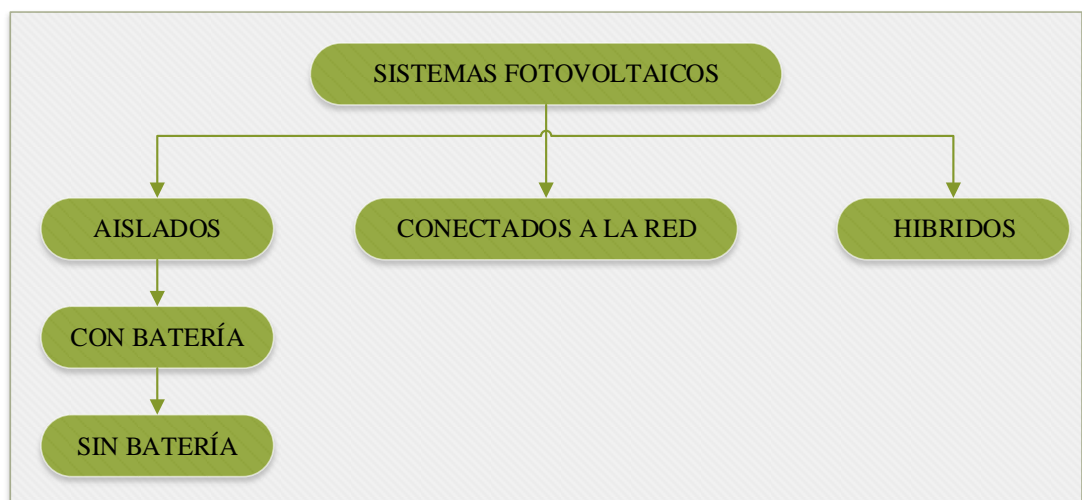 SISTEMAS FOTOVOLTAICOS
AISLADOS
CONECTADOS A LA RED
HIBRIDOS
CON BATERÍA
SIN BATERÍA